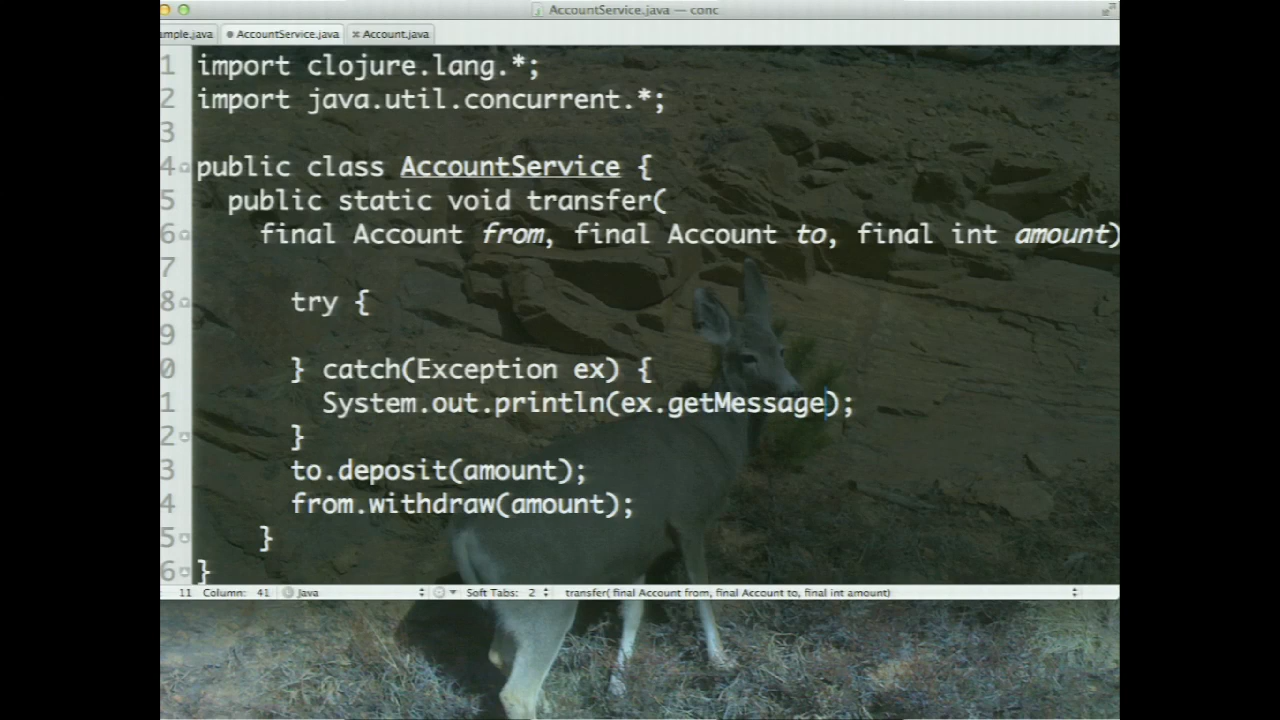 AccountService.java — conc
mple.java AccountService.java Account.java
1 import clojure.lang.*;
2 import java.util.concurrent.*;
3
4 public class AccountService {
5 public static void transfer(
6 final Account from, final Account to, final int amount)
7
8 try {
9
0 } catch(Exception ex) {
1 System.out.println(ex.getMessage);
2 }
3 to.deposit(amount);
4 from.withdraw(amount);
5 }
6 }
11 Column: 41 Java Soft Tabs: 2 transfer( final Account from, final Account to, final int amount)